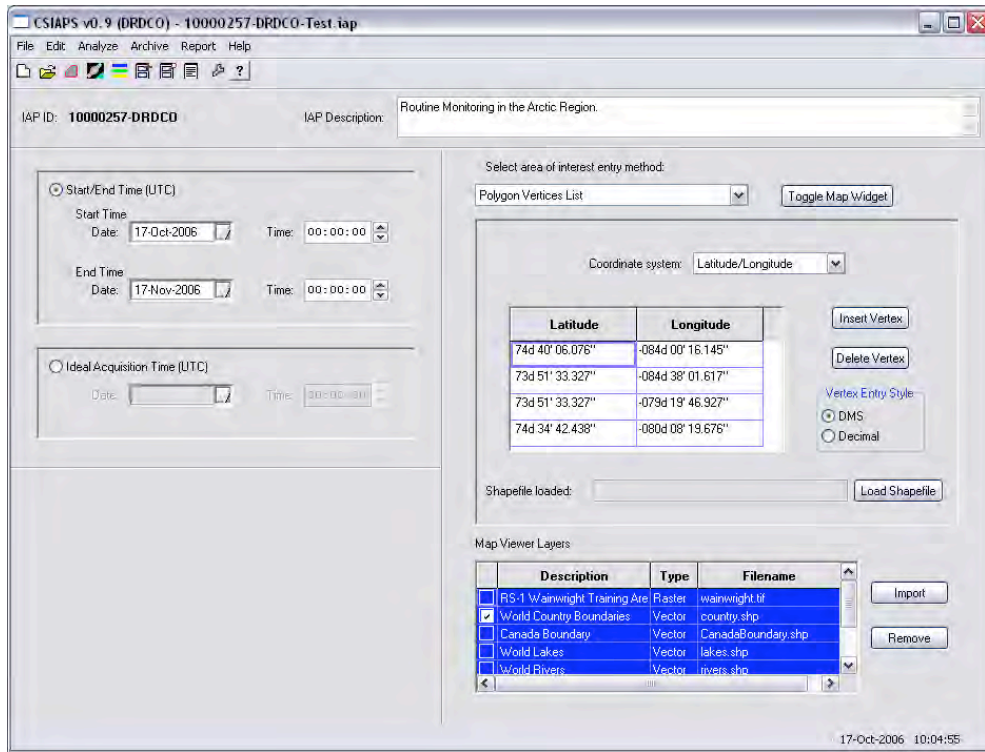 CSIAPS v0.9 (DRDCO) - 10000257-DRDCO-Test.iap
File Edit Analyze Archive Report Help
IAP ID: 10000257-DRDCO
IAP Description:
Routine Monitoring in the Arctic Region.
Start/End Time (UTC)
Start Time
Date: 17-Oct-2006 Time: 00:00:00
End Time
Date: 17-Nov-2006 Time: 00:00:00
Ideal Acquisition Time (UTC)
Date: Time: 00:00:00
Select area of interest entry method:
Polygon Vertices List
Toggle Map Widget
Coordinate system: Latitude/Longitude
Latitude Longitude
74d 40' 06.076'' -084d 00' 16.145''
73d 51' 33.327'' -084d 38' 01.617''
73d 51' 33.327'' -079d 19' 46.927''
74d 34' 42.438'' -080d 08' 19.676''
Insert Vertex
Delete Vertex
Vertex Entry Style
DMS
Decimal
Shapefile loaded:
Load Shapefile
Map Viewer Layers
Description Type Filename
RS-1 Wainwright Training Are Raster wainwright.tif
World Country Boundaries Vector country.shp
Canada Boundary Vector CanadaBoundary.shp
World Lakes Vector lakes.shp
World Rivers Vector rivers.shp
Import
Remove
17-Oct-2006 10:04:55